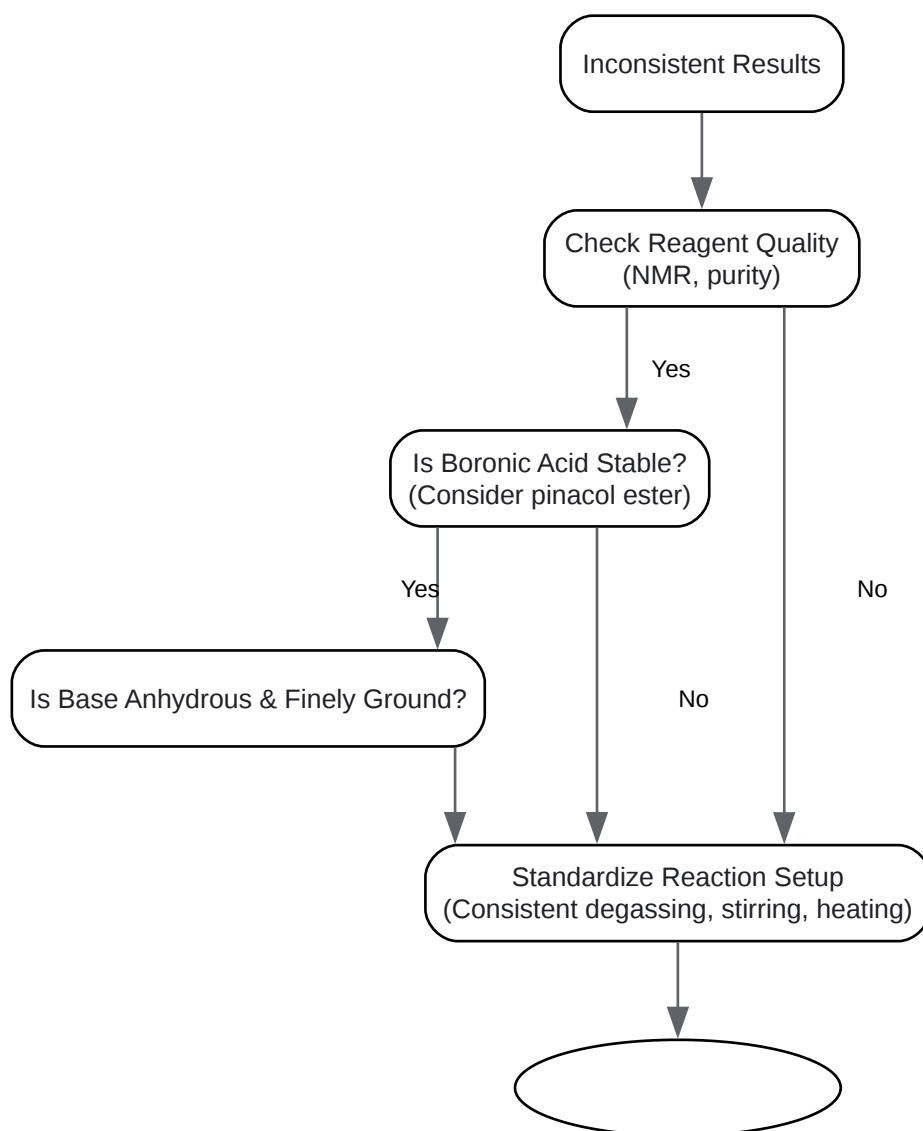 Inconsistent Results
Check Reagent Quality
(NMR, purity)
Yes
Is Boronic Acid Stable?
(Consider pinacol ester)
Yes
No
Is Base Anhydrous & Finely Ground?
No
Standardize Reaction Setup
(Consistent degassing, stirring, heating)